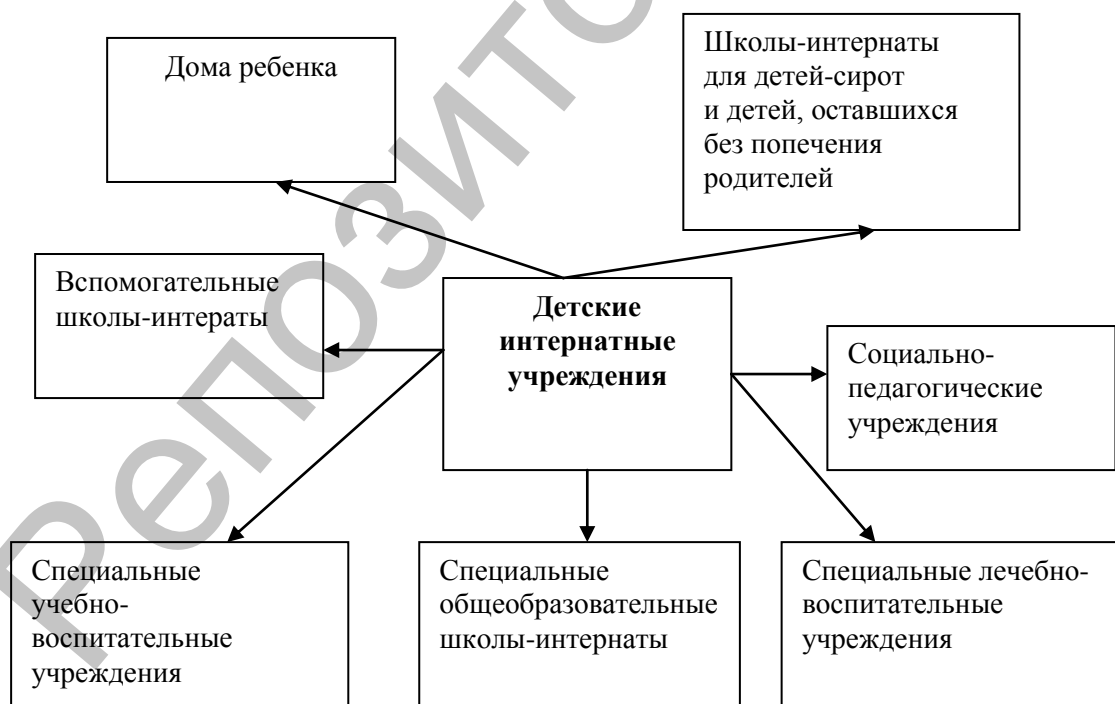 Дома ребенка
Школы-интернаты
для детей-сирот
и детей, оставшихся
без попечения
родителей
Вспомогательные
школы-интераты
Детские
интернатные
учреждения
Социально-
педагогические
учреждения
Специальные
учебно-
воспитательные
учреждения
Специальные
общеобразовательные
школы-интернаты
Специальные лечебно-
воспитательные
учреждения